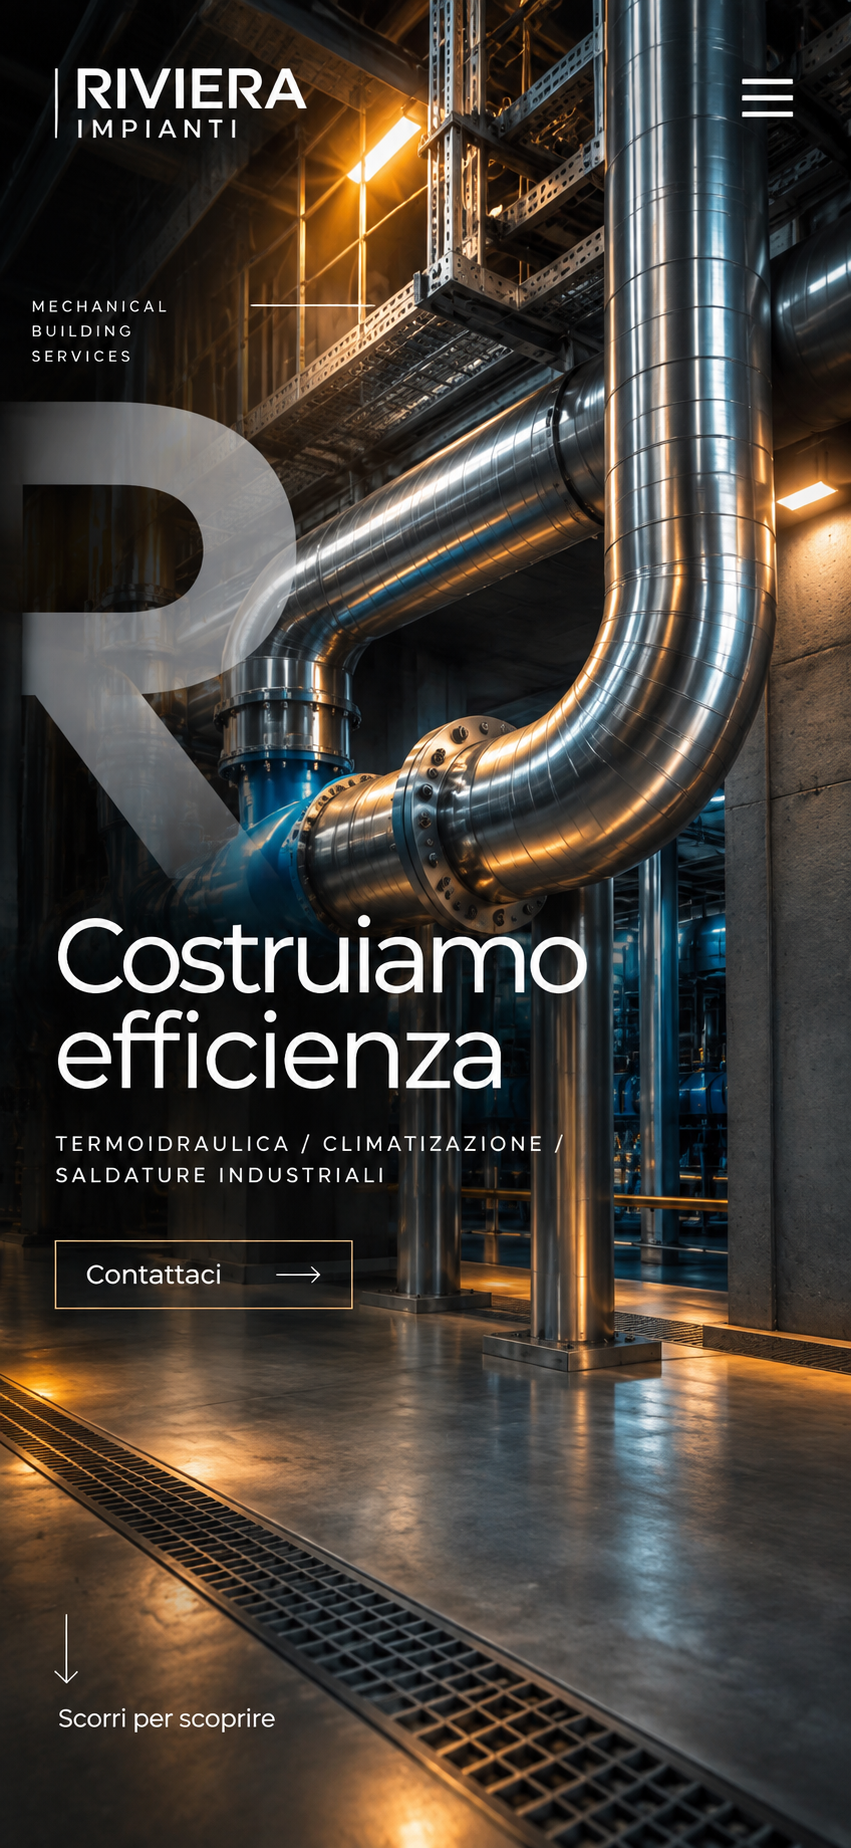 RIVIERA
IMPIANTI
MECHANICAL
BUILDING
SERVICES
R
Costruiamo
efficienza
TERMOIDRAULICA / CLIMATIZAZIONE /
SALDATURE INDUSTRIALI
Contattaci
Scorri per scoprire